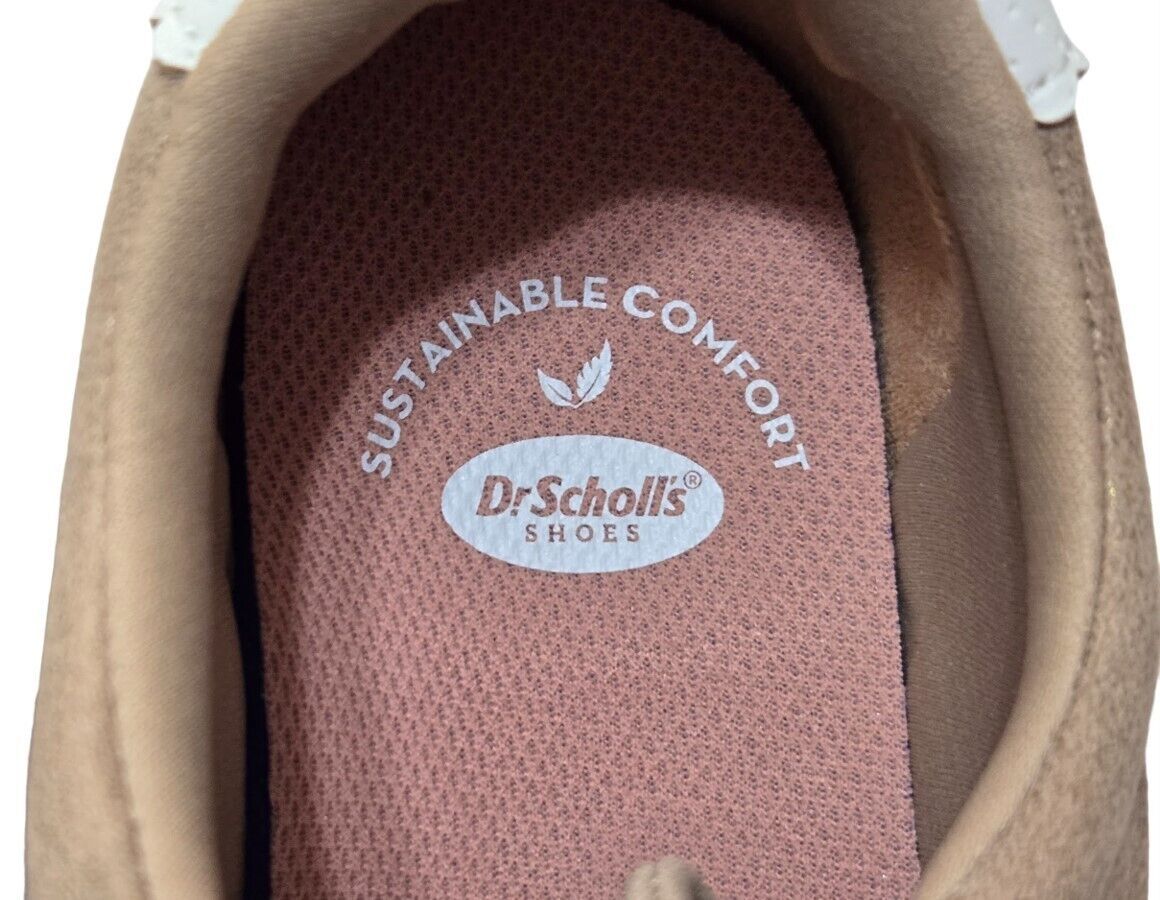 SUSTAINABLE COMFORT
Dr. Scholl's®
SHOES